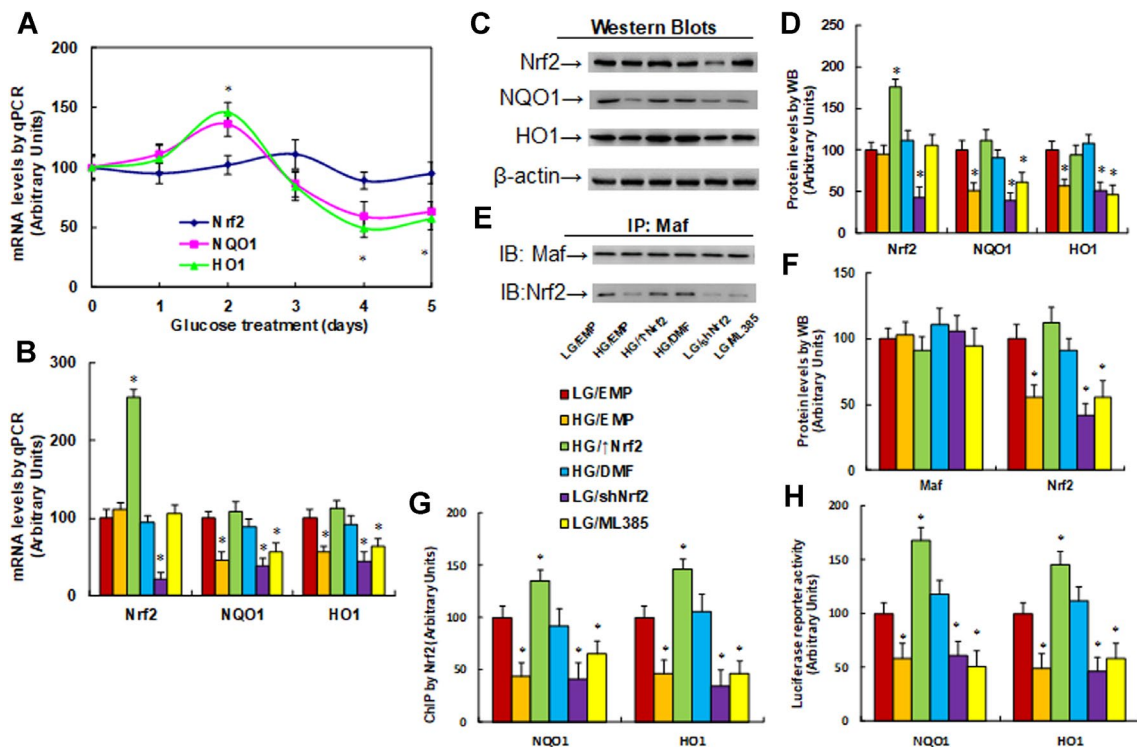 A
mRNA levels by qPCR
(Arbitrary Units)
200
150
100
50
0
*
*
*
Nrf2
NQO1
HO1
0 1 2 3 4 5
Glucose treatment (days)
B
mRNA levels by qPCR
(Arbitrary Units)
300
200
100
0
*
*
*
*
*
*
*
*
Nrf2 NQO1 HO1
C
Western Blots
Nrf2→
NQO1→
HO1→
β-actin→
E
IP: Maf
IB: Maf→
IB:Nrf2→
LG/EMP
HG/EMP
HG/↑Nrf2
HG/DMF
LG/shNrf2
LG/ML385
LG/EMP
HG/EMP
HG/↑Nrf2
HG/DMF
LG/shNrf2
LG/ML385
D
Protein levels by WB
(Arbitrary Units)
200
150
100
50
0
*
*
*
*
*
*
*
*
Nrf2 NQO1 HO1
F
Protein levels by WB
(Arbitrary Units)
150
100
50
0
*
*
*
Maf Nrf2
G
ChIP by Nrf2 (Arbitrary Units)
200
150
100
50
0
*
*
*
*
*
*
*
*
NQO1 HO1
H
Luciferase reporter activity
(Arbitrary Units)
200
150
100
50
0
*
*
*
*
*
*
*
*
NQO1 HO1